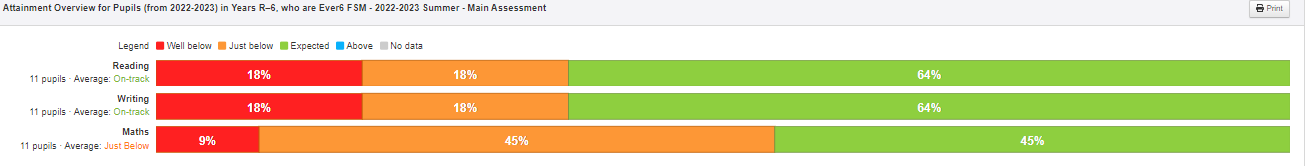 Attainment Overview for Pupils (from 2022-2023) in Years R–6, who are Ever6 FSM - 2022-2023 Summer - Main Assessment
Print
Legend Well below Just below Expected Above No data
Reading
11 pupils · Average: On-track
18% 18% 64%
Writing
11 pupils · Average: On-track
18% 18% 64%
Maths
11 pupils · Average: Just Below
9% 45% 45%